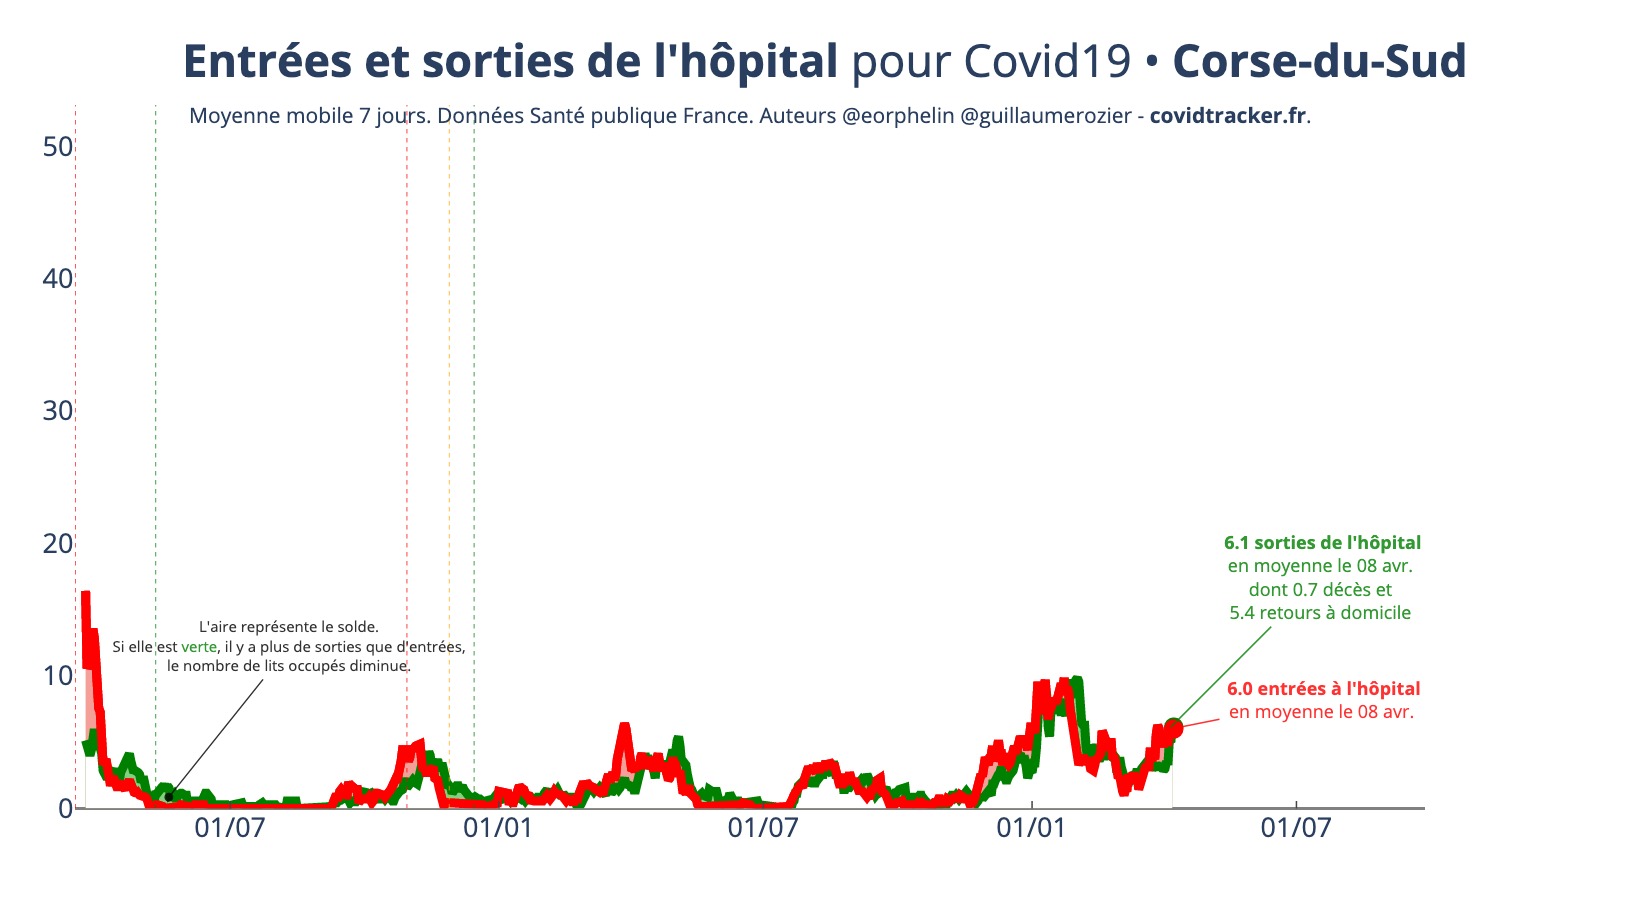 Entrées et sorties de l'hôpital pour Covid19 • Corse-du-Sud
Moyenne mobile 7 jours. Données Santé publique France. Auteurs @eorphelin @guillaumerozier - covidtracker.fr.
50
40
30
20
10
0
L'aire représente le solde.
Si elle est verte, il y a plus de sorties que d'entrées,
le nombre de lits occupés diminue.
6.1 sorties de l'hôpital
en moyenne le 08 avr.
dont 0.7 décès et
5.4 retours à domicile
6.0 entrées à l'hôpital
en moyenne le 08 avr.
01/07
01/01
01/07
01/01
01/07